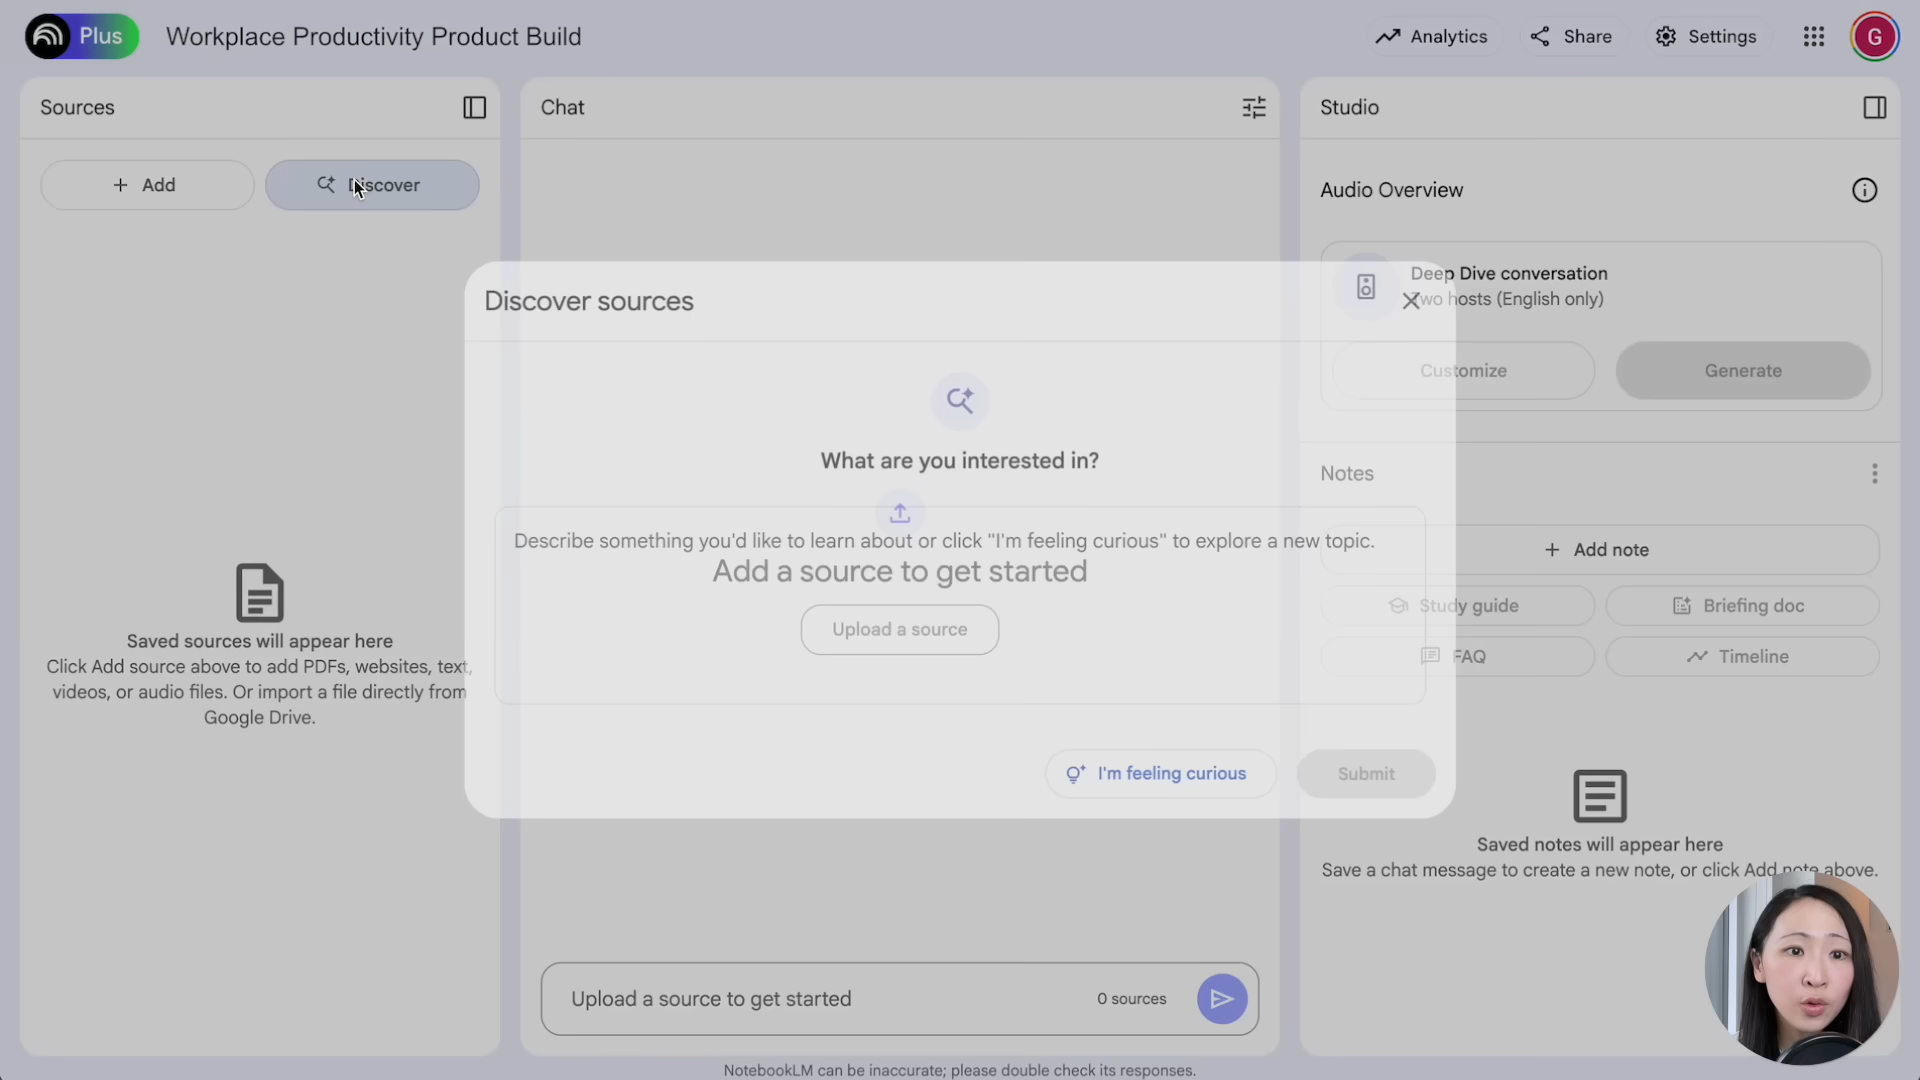 Plus
Workplace Productivity Product Build
Analytics
Share
Settings
G
Sources
Add
Discover
Saved sources will appear here
Click Add source above to add PDFs, websites, text,
videos, or audio files. Or import a file directly from
Google Drive.
Chat
Discover sources
What are you interested in?
Describe something you'd like to learn about or click "I'm feeling curious" to explore a new topic.
Add a source to get started
Upload a source
I'm feeling curious
Submit
Upload a source to get started
0 sources
Studio
Audio Overview
Deep Dive conversation
Two hosts (English only)
Customize
Generate
Notes
Add note
Study guide
Briefing doc
FAQ
Timeline
Saved notes will appear here
Save a chat message to create a new note, or click Add note above.
NotebookLM can be inaccurate; please double check its responses.